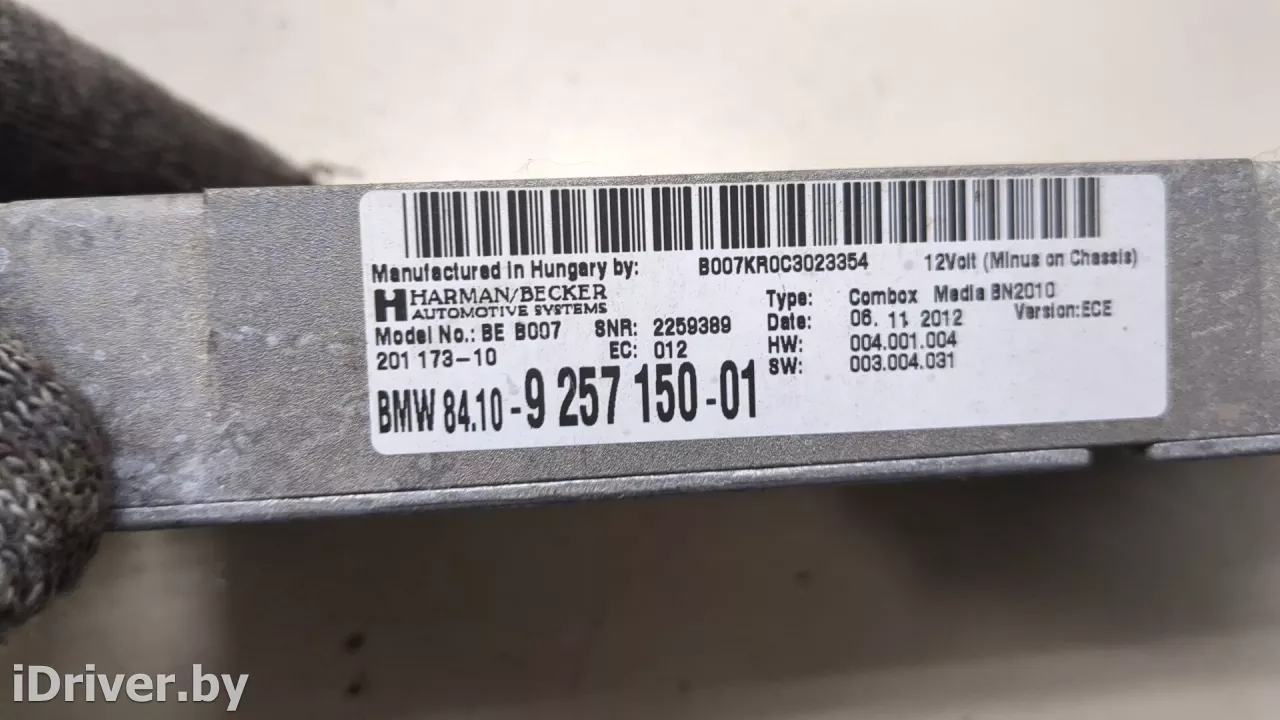 Manufactured in Hungary by: B007KR0C3023354 12Volt (Minus on Chassis)
HARMAN/BECKER
AUTOMOTIVE SYSTEMS
Type: Combox Media BN2010
Model No.: BE B007 SNR: 2259389 Date: 06. 11 2012 Version:ECE
201 173-10 EC: 012 HW: 004.001.004
SW: 003.004.031
BMW 84.10-9 257 150-01
iDriver.by